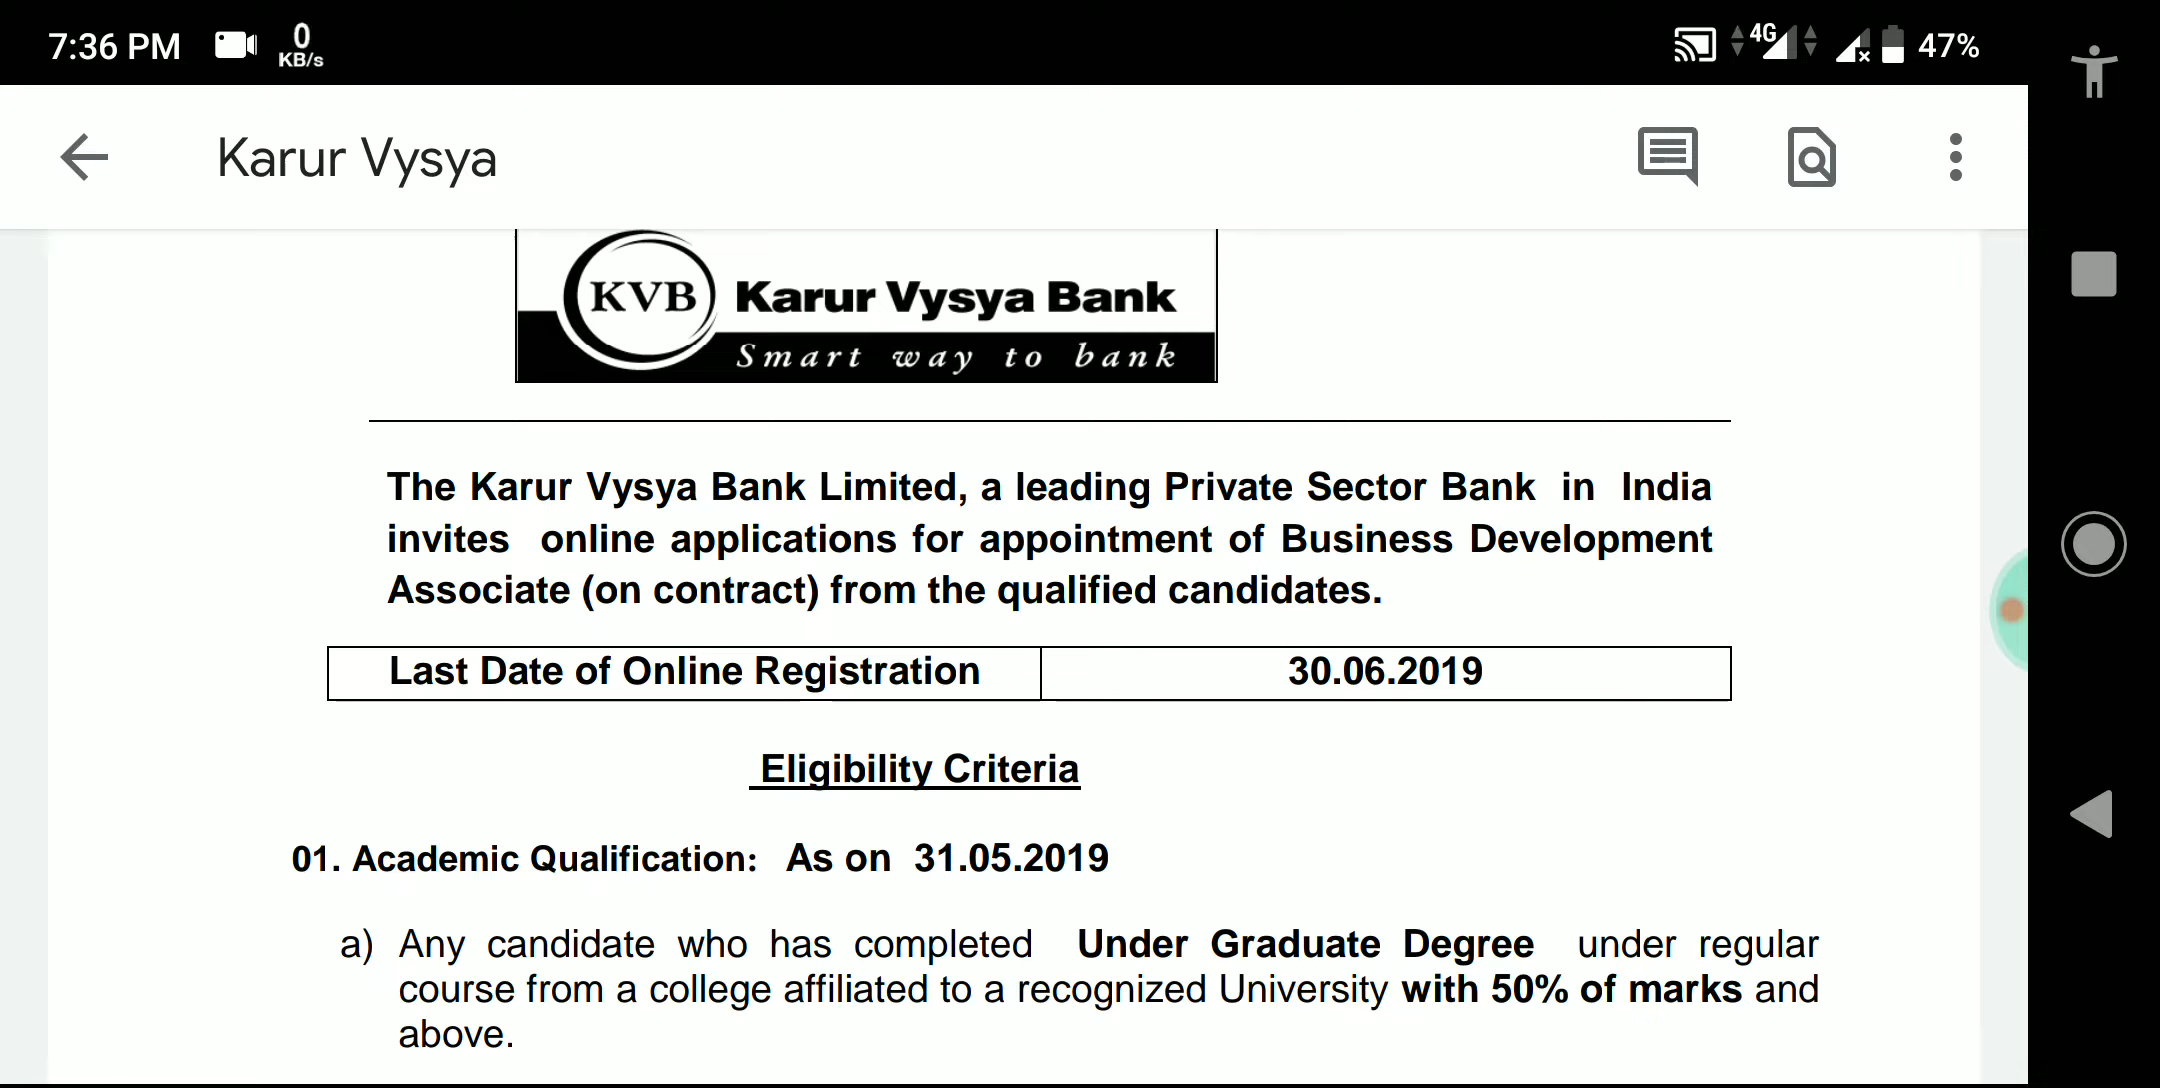 7:36 PM 0 KB/s 4G 47%
Karur Vysya
KVB Karur Vysya Bank
Smart way to bank
The Karur Vysya Bank Limited, a leading Private Sector Bank in India
invites online applications for appointment of Business Development
Associate (on contract) from the qualified candidates.
Last Date of Online Registration 30.06.2019
Eligibility Criteria
01. Academic Qualification: As on 31.05.2019
a) Any candidate who has completed Under Graduate Degree under regular
course from a college affiliated to a recognized University with 50% of marks and
above.